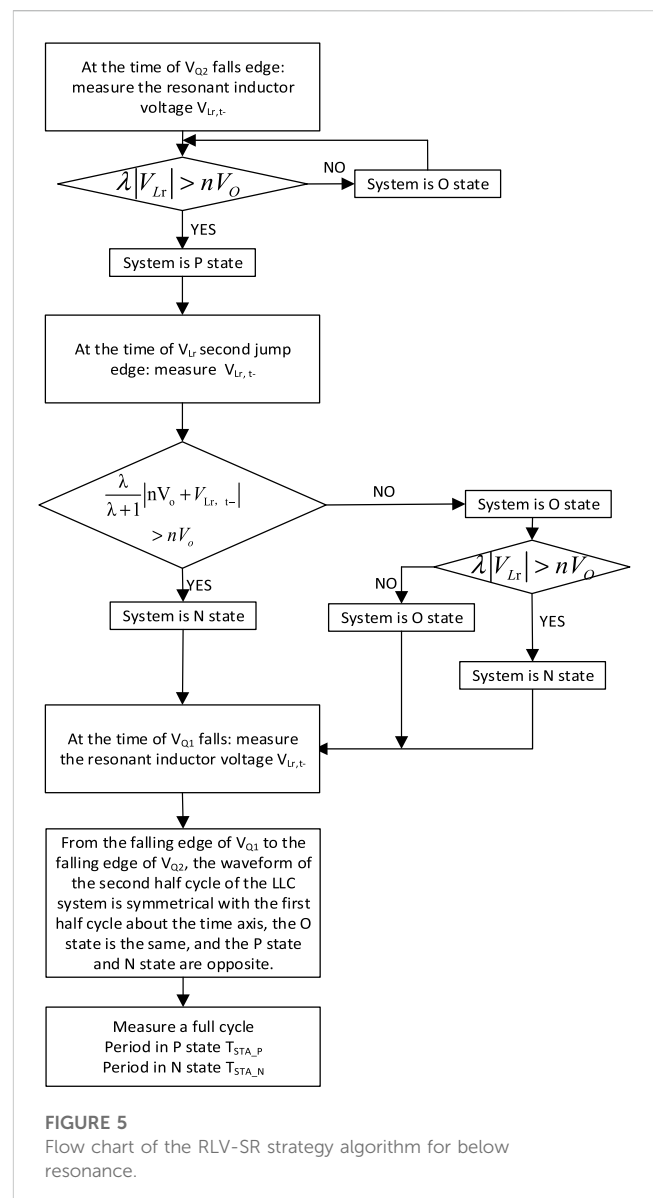 At the time of VQ2 falls edge:
measure the resonant inductor
voltage VLr,t-
λ|VLr| > nVO
NO
System is O state
YES
System is P state
At the time of VLr second jump
edge: measure VLr, t-
λ/(λ+1) |nVo + VLr, t−|
> nVo
NO
System is O state
λ|VLr| > nVO
NO
YES
System is N state
System is O state
YES
System is N state
At the time of VQ1 falls: measure
the resonant inductor voltage VLr,t-
From the falling edge of VQ1 to the
falling edge of VQ2, the waveform of
the second half cycle of the LLC
system is symmetrical with the first
half cycle about the time axis, the O
state is the same, and the P state
and N state are opposite.
Measure a full cycle
Period in P state TSTA_P
Period in N state TSTA_N
FIGURE 5
Flow chart of the RLV-SR strategy algorithm for below
resonance.